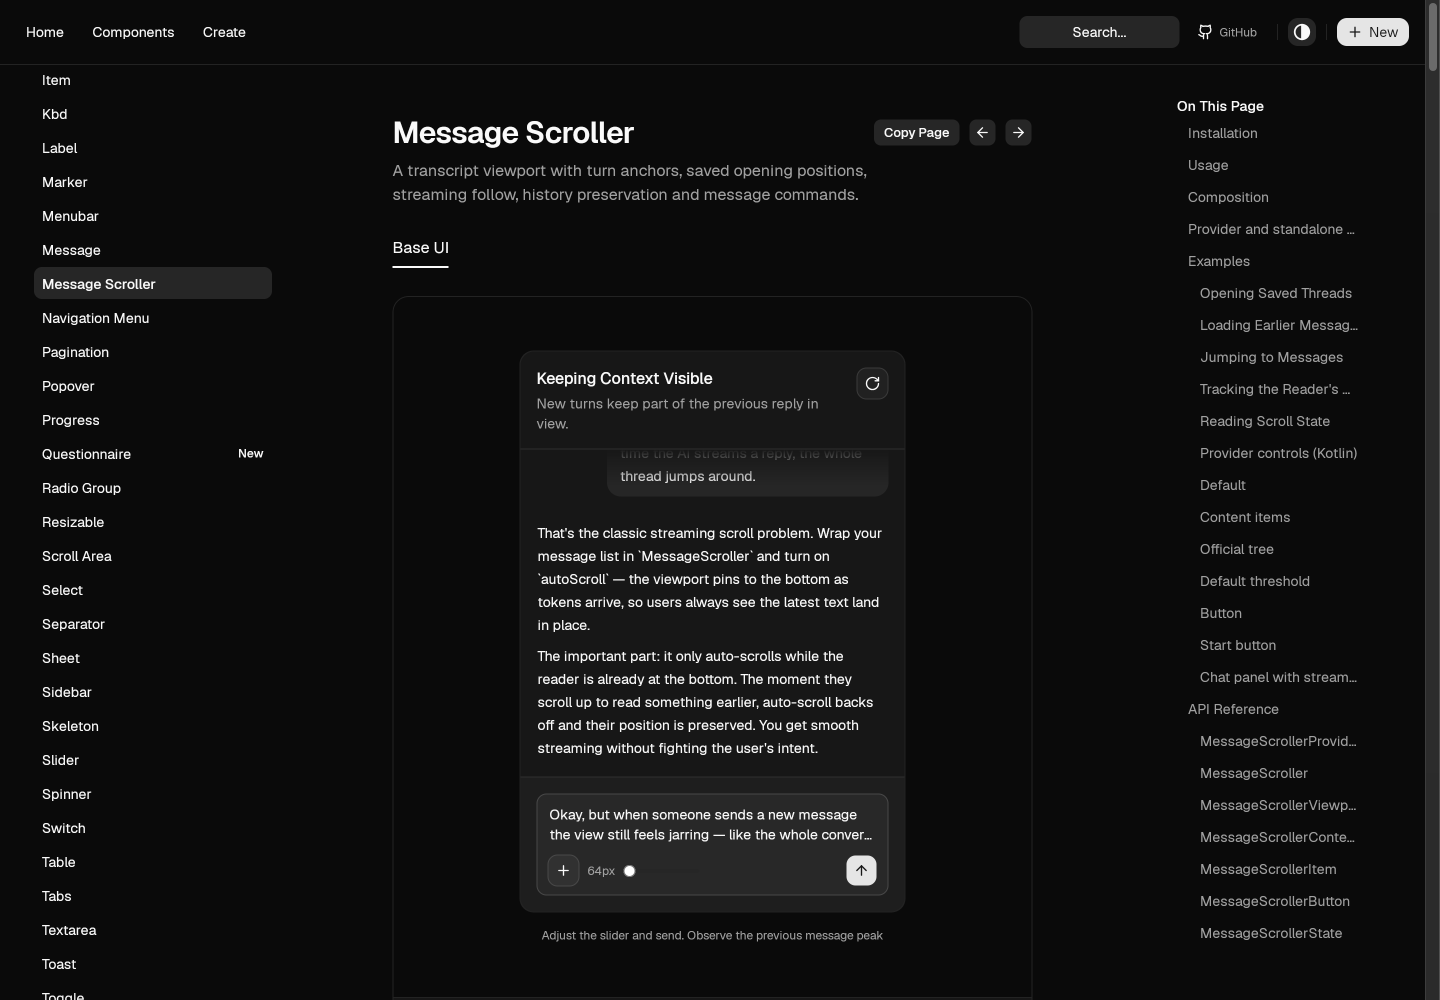 Home
Components
Create
Search...
GitHub
New
Item
Kbd
Label
Marker
Menubar
Message
Message Scroller
Navigation Menu
Pagination
Popover
Progress
Questionnaire New
Radio Group
Resizable
Scroll Area
Select
Separator
Sheet
Sidebar
Skeleton
Slider
Spinner
Switch
Table
Tabs
Textarea
Toast
Toggle
Message Scroller
Copy Page
A transcript viewport with turn anchors, saved opening positions,
streaming follow, history preservation and message commands.
Base UI
Keeping Context Visible
New turns keep part of the previous reply in
view.
time the AI streams a reply, the whole
thread jumps around.
That's the classic streaming scroll problem. Wrap your
message list in `MessageScroller` and turn on
`autoScroll` — the viewport pins to the bottom as
tokens arrive, so users always see the latest text land
in place.
The important part: it only auto-scrolls while the
reader is already at the bottom. The moment they
scroll up to read something earlier, auto-scroll backs
off and their position is preserved. You get smooth
streaming without fighting the user's intent.
Okay, but when someone sends a new message
the view still feels jarring — like the whole conver...
64px
Adjust the slider and send. Observe the previous message peak
On This Page
Installation
Usage
Composition
Provider and standalone ...
Examples
Opening Saved Threads
Loading Earlier Messag...
Jumping to Messages
Tracking the Reader's ...
Reading Scroll State
Provider controls (Kotlin)
Default
Content items
Official tree
Default threshold
Button
Start button
Chat panel with stream...
API Reference
MessageScrollerProvid...
MessageScroller
MessageScrollerViewp...
MessageScrollerConte...
MessageScrollerItem
MessageScrollerButton
MessageScrollerState